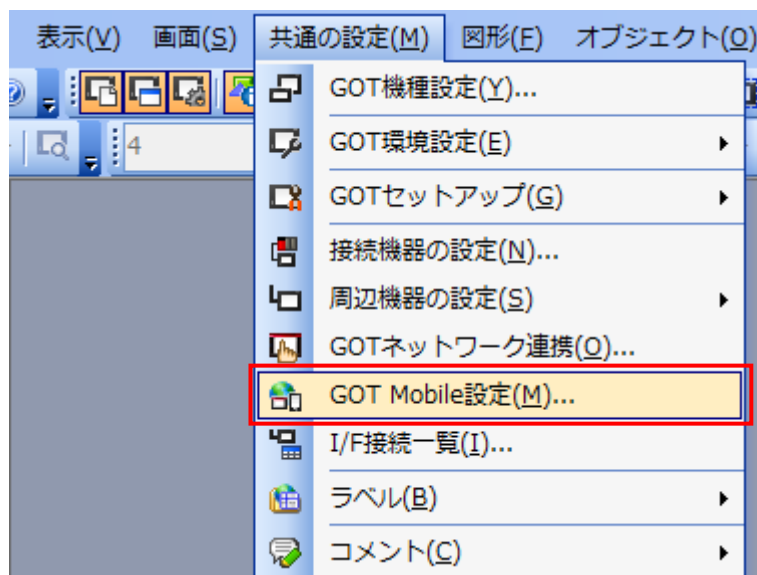 表示(V) 画面(S) 共通の設定(M) 図形(F) オブジェクト(O)
GOT機種設定(Y)...
GOT環境設定(E)
4
GOTセットアップ(G)
接続機器の設定(N)...
周辺機器の設定(S)
GOTネットワーク連携(O)...
GOT Mobile設定(M)...
I/F接続一覧(I)...
ラベル(B)
コメント(C)